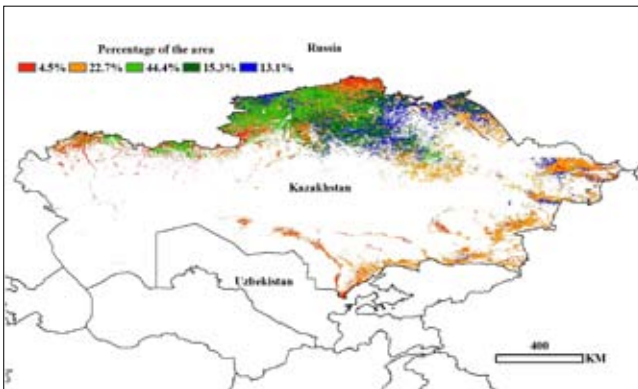 Percentage of the area
Russia
4.5% 22.7% 44.4% 15.3% 13.1%
Kazakhstan
Uzbekistan
400
KM